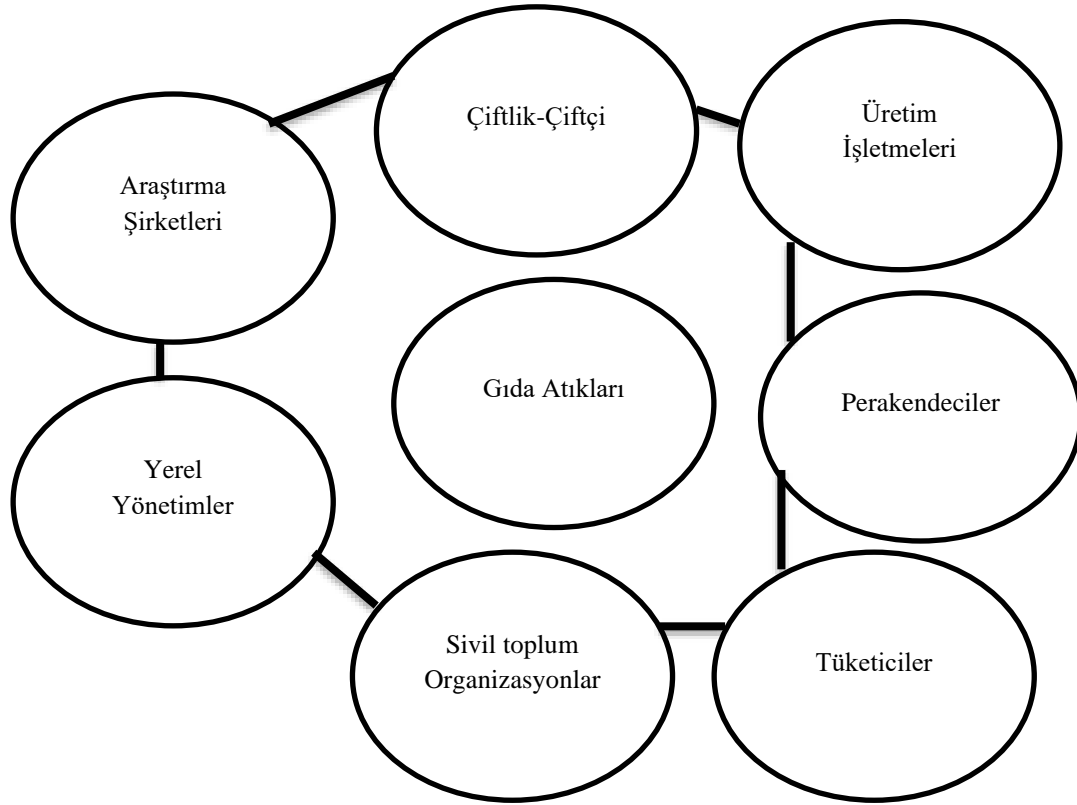 Çiftlik-Çiftçi
Üretim
İşletmeleri
Araştırma
Şirketleri
Gıda Atıkları
Perakendeciler
Yerel
Yönetimler
Sivil toplum
Organizasyonlar
Tüketiciler